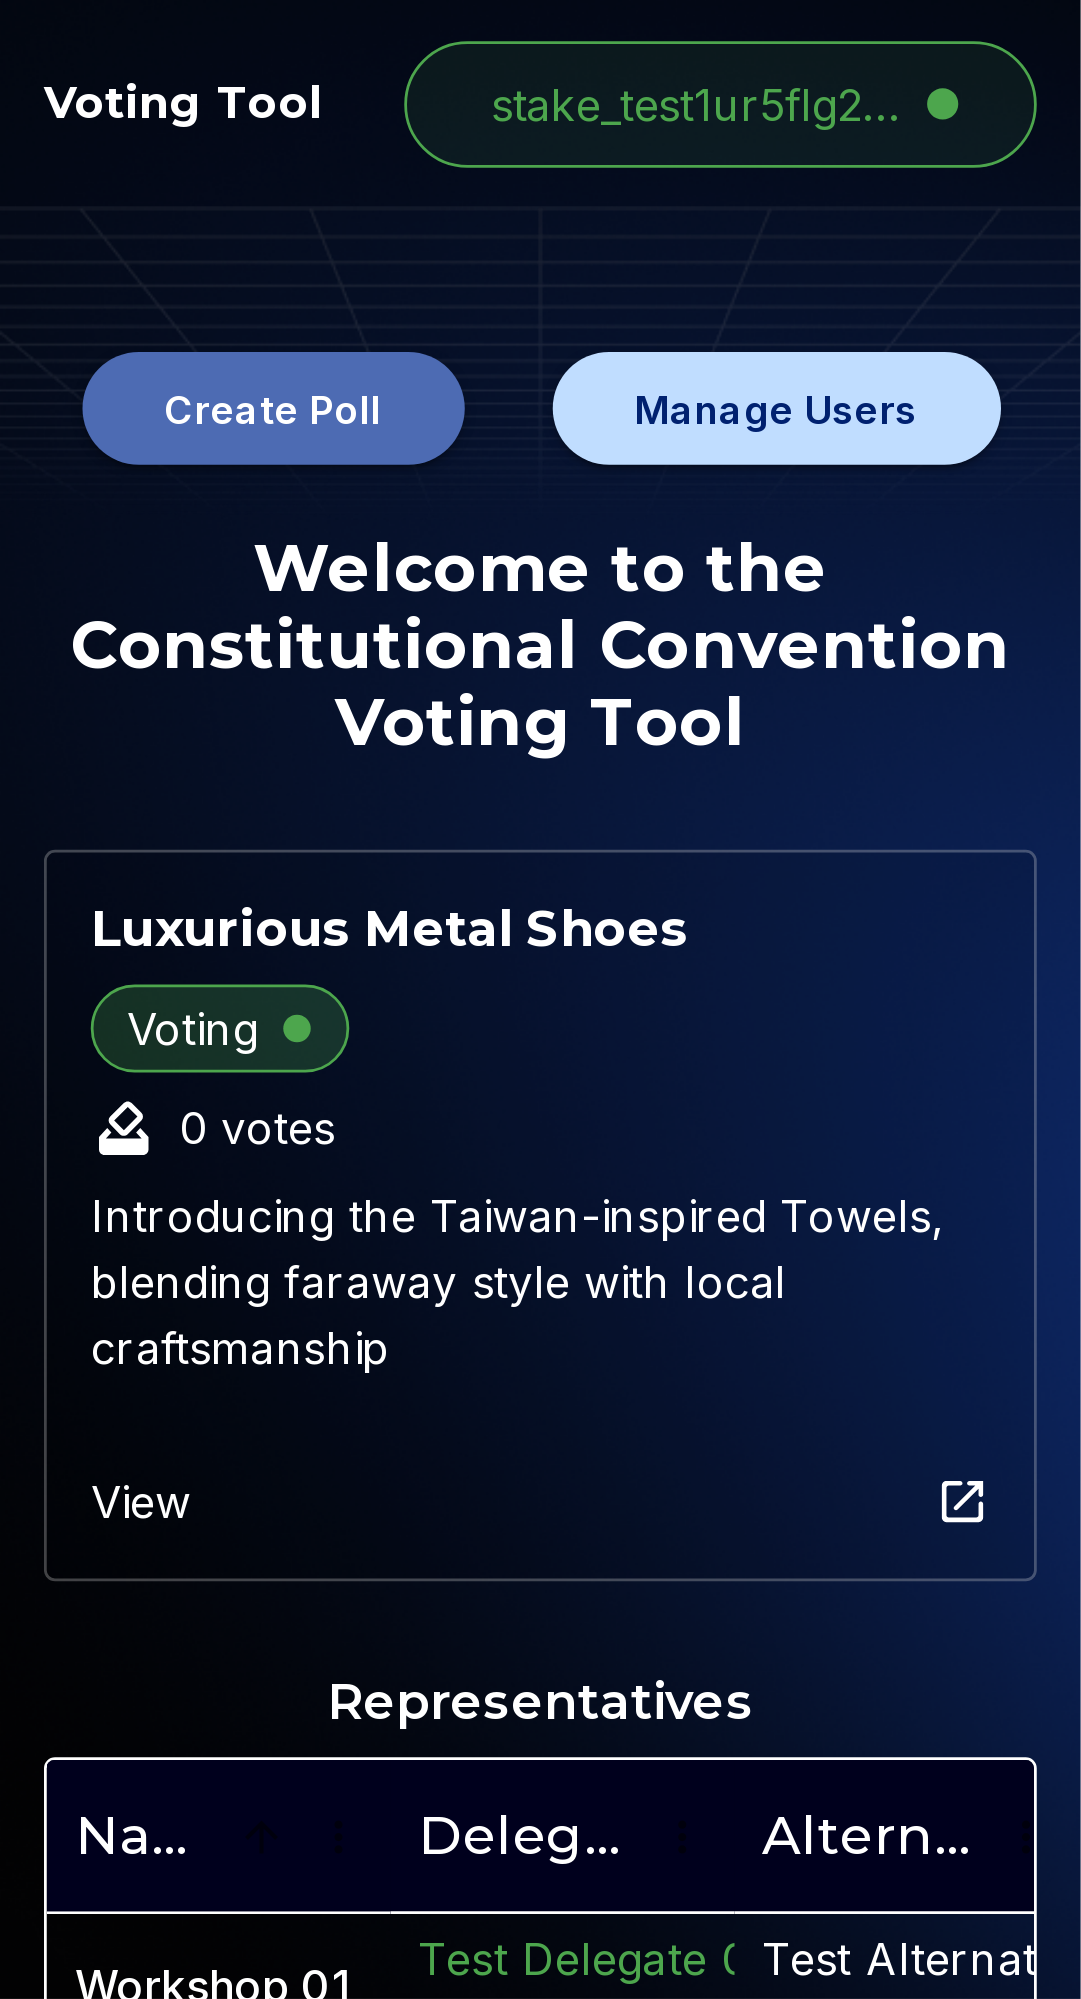 Voting Tool
stake_test1ur5flg2...
Create Poll
Manage Users
Welcome to the
Constitutional Convention
Voting Tool
Luxurious Metal Shoes
Voting
0 votes
Introducing the Taiwan-inspired Towels,
blending faraway style with local
craftsmanship
View
Representatives
Na... Deleg... Altern...
Workshop 01 Test Delegate Test Alternat